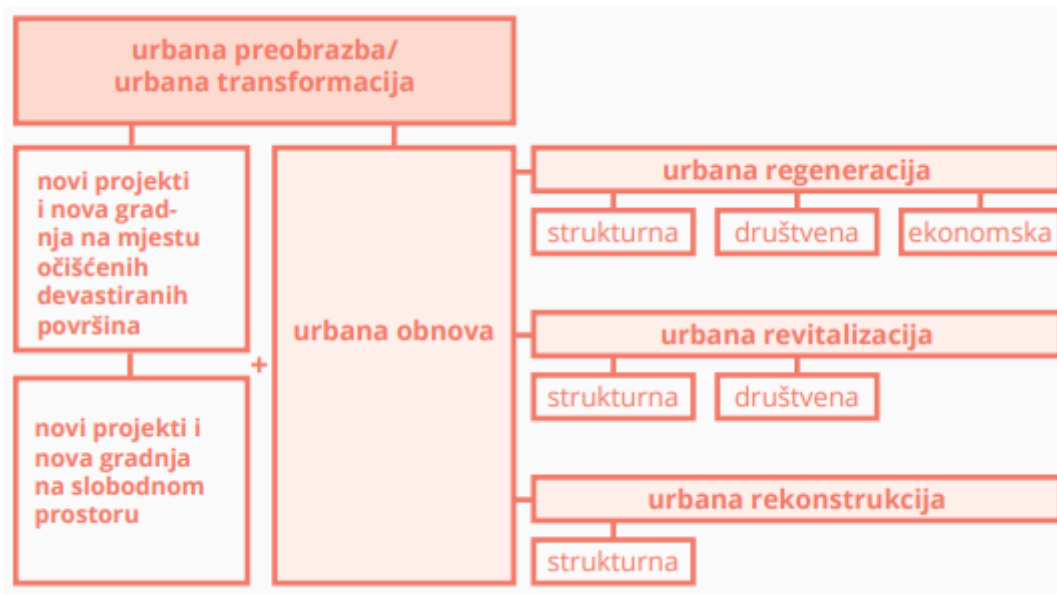 urbana preobrazba/
urbana transformacija
novi projekti
i nova grad-
nja na mjestu
očišćenih
devastiranih
površina
+
novi projekti i
nova gradnja
na slobodnom
prostoru
urbana obnova
urbana regeneracija
strukturna
društvena
ekonomska
urbana revitalizacija
strukturna
društvena
urbana rekonstrukcija
strukturna